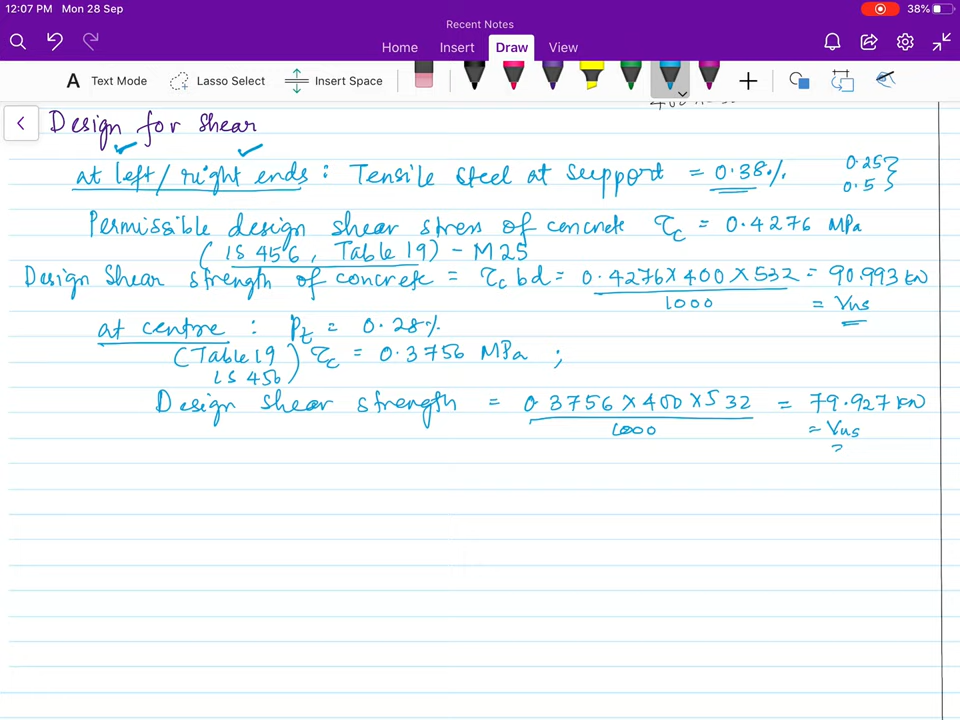 12:07 PM Mon 28 Sep
38%
Recent Notes
Home Insert Draw View
Text Mode Lasso Select Insert Space
Design for shear
at left/right ends : Tensile steel at support = 0.38%
0.25
0.5
Permissible design shear stress of concrete τc = 0.4276 MPa
(IS 456, Table 19) - M25
Design Shear strength of concrete = τc bd = 0.4276 × 400 × 532 = 90.993 kN
1000
= Vus
at centre : Pt = 0.28%
(Table 19 τc = 0.3756 MPa ;
IS 456)
Design shear strength = 0.3756 × 400 × 532 = 79.927 kN
1000
= Vus